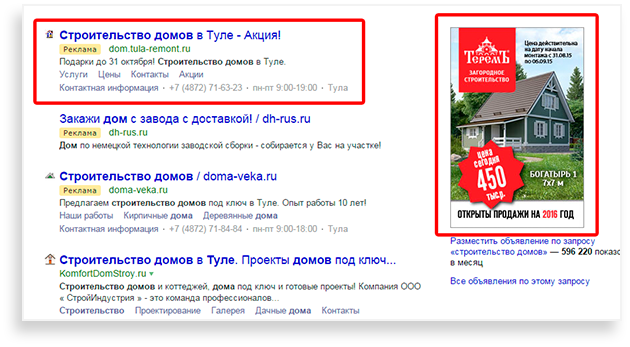 Строительство домов в Туле - Акция!
Реклама dom.tula-remont.ru
Подарки до 31 октября! Строительство домов в Туле.
Услуги Цены Контакты Акции
Контактная информация · +7 (4872) 71-63-23 · пн-пт 9:00-19:00 · Тула
Закажи дом с завода с доставкой! / dh-rus.ru
Реклама dh-rus.ru
Дом по немецкой технологии заводской сборки - собирается у Вас на участке!
Строительство домов / doma-veka.ru
Реклама doma-veka.ru
Предлагаем строительство домов под ключ в Туле. Опыт работы 10 лет!
Наши работы Кирпичные дома Деревянные дома
Контактная информация · +7 (4872) 71-84-84 · пн-пт 9:00-18:00 · Тула
Строительство домов в Туле. Проекты домов под ключ...
KomfortDomStroy.ru
Строительство домов и коттеджей, дома под ключ и готовые проекты! Компания ООО
« СтройИндустрия » - это команда профессионалов...
Строительство Проектирование Галерея Дачные дома Контакты
ТеремЪ
ЗАГОРОДНОЕ
СТРОИТЕЛЬСТВО
Цена действительна
на дату начала
монтажа с 31.08.15
по 06.09.15
цена
сегодня
450
тыс.
БОГАТЫРЬ 1
7х7 м
ОТКРЫТЫ ПРОДАЖИ НА 2016 ГОД
Разместить объявление по запросу
«строительство домов» — 596 220 показо
в месяц
Все объявления по этому запросу